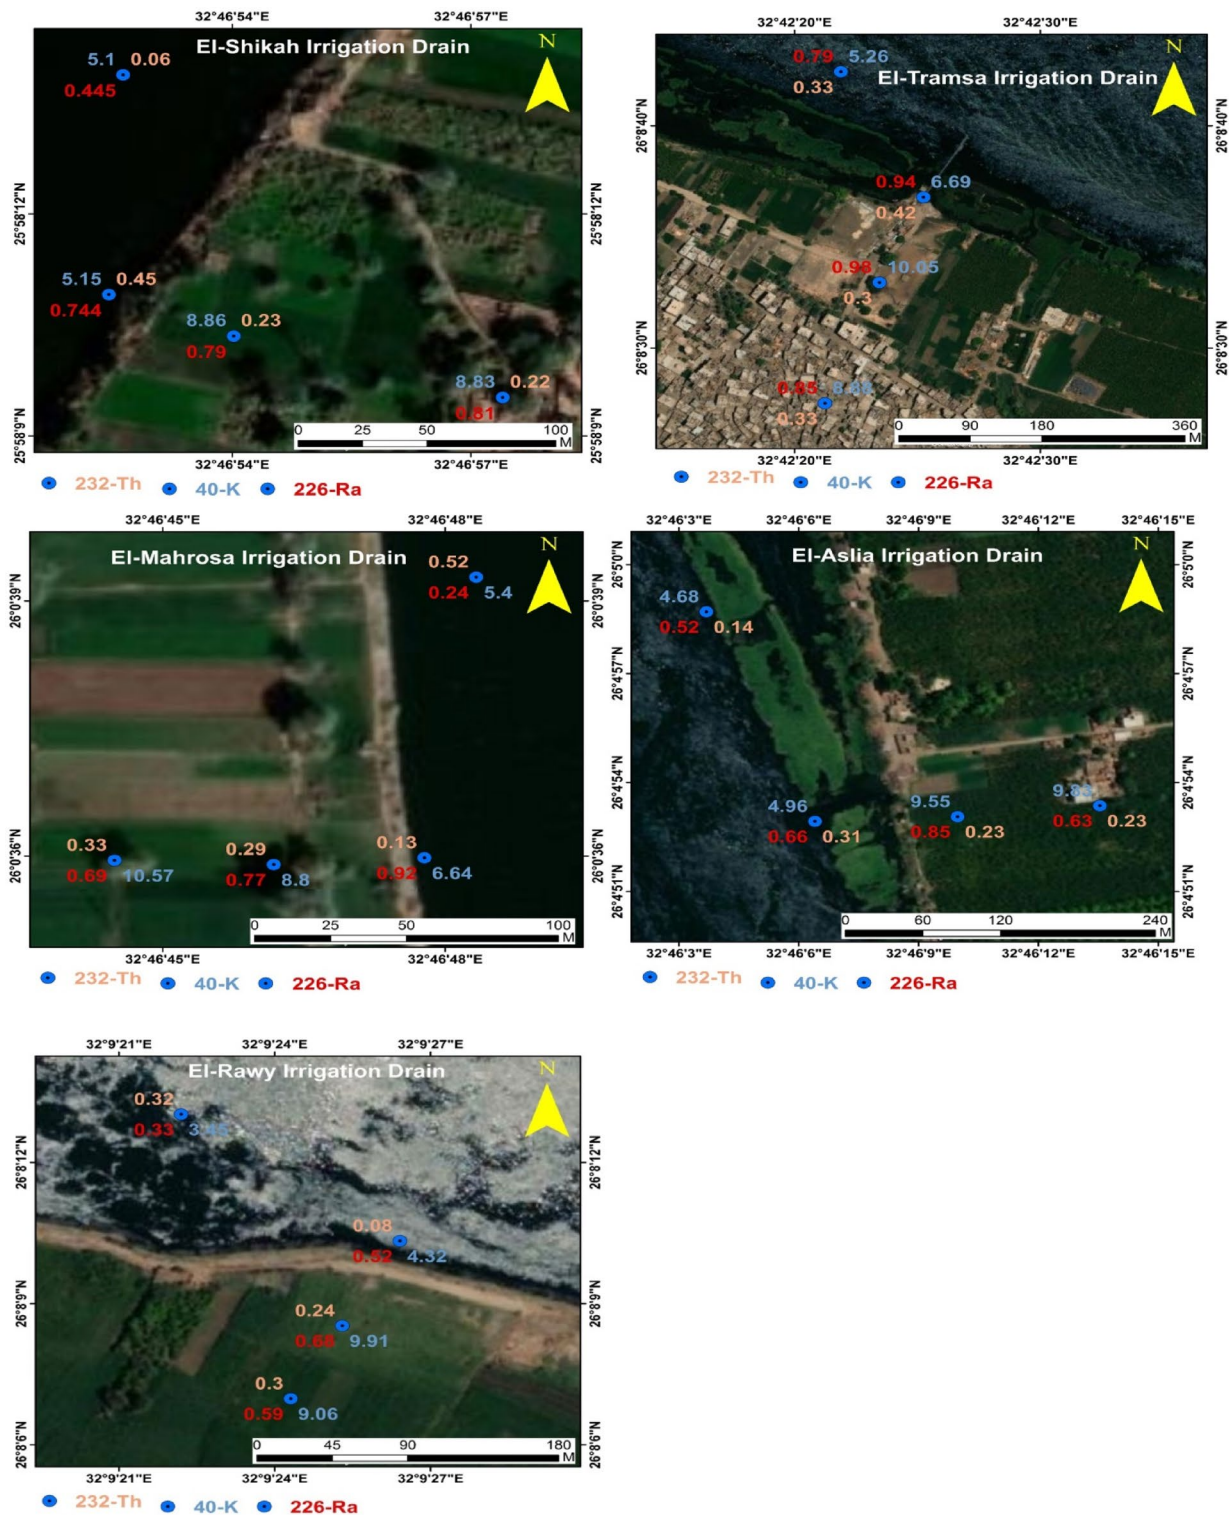 32°46'54"E 32°46'57"E
El-Shikah Irrigation Drain
N
5.1 0.06
0.445
25°58'12"N 25°58'12"N
5.15 0.45
0.744
8.86 0.23
0.79
8.83 0.22
0.81
0 25 50 100
M
25°58'9"N 25°58'9"N
32°46'54"E 32°46'57"E
232-Th 40-K 226-Ra
32°42'20"E 32°42'30"E
El-Tramsa Irrigation Drain
N
0.79 5.26
0.33
26°8'40"N 26°8'40"N
0.94 6.69
0.42
0.98 10.05
0.3
26°8'30"N 26°8'30"N
0.85
0.33
0 90 180 360
M
32°42'20"E 32°42'30"E
232-Th 40-K 226-Ra
32°46'45"E 32°46'48"E
El-Mahrosa Irrigation Drain
N
0.52
0.24 5.4
26°0'39"N 26°0'39"N
0.33 0.29 0.13
0.69 10.57 0.77 8.8 0.92 6.64
26°0'36"N 26°0'36"N
0 25 50 100
M
32°46'45"E 32°46'48"E
232-Th 40-K 226-Ra
32°46'3"E 32°46'6"E 32°46'9"E 32°46'12"E 32°46'15"E
El-Aslia Irrigation Drain
N
26°5'0"N 26°5'0"N
4.68
0.52 0.14
26°4'57"N 26°4'57"N
26°4'54"N 26°4'54"N
4.96 9.55
0.66 0.31 0.85 0.23 0.63 0.23
26°4'51"N 26°4'51"N
0 60 120 240
M
32°46'3"E 32°46'6"E 32°46'9"E 32°46'12"E 32°46'15"E
232-Th 40-K 226-Ra
32°9'21"E 32°9'24"E 32°9'27"E
El-Rawy Irrigation Drain
N
0.32
0.33
26°8'12"N 26°8'12"N
0.08
0.52 4.32
26°8'9"N 26°8'9"N
0.24
0.68 9.91
0.3
0.59 9.06
26°8'6"N 26°8'6"N
0 45 90 180
M
32°9'21"E 32°9'24"E 32°9'27"E
232-Th 40-K 226-Ra